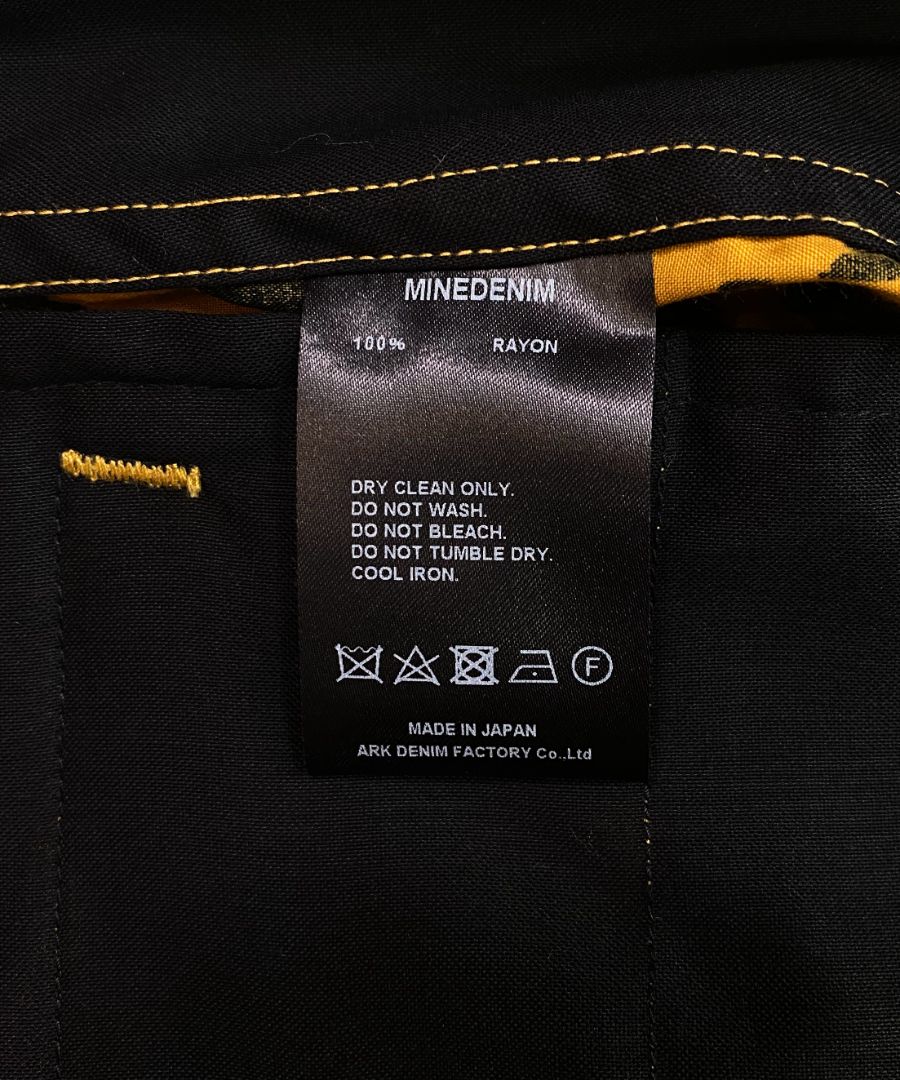 MINEDENIM
100% RAYON
DRY CLEAN ONLY.
DO NOT WASH.
DO NOT BLEACH.
DO NOT TUMBLE DRY.
COOL IRON.
F
MADE IN JAPAN
ARK DENIM FACTORY Co.,Ltd